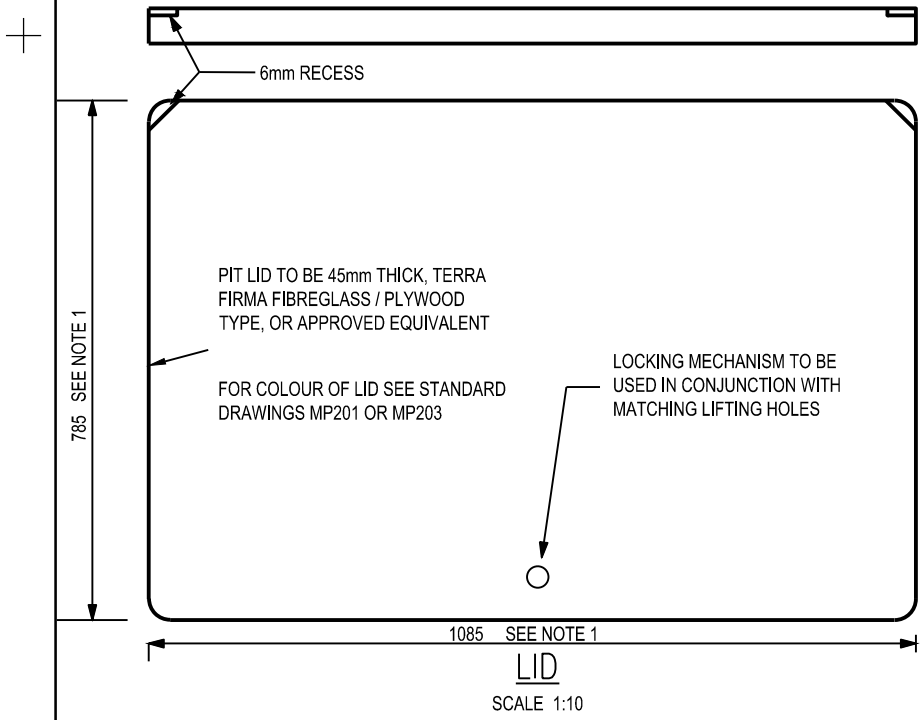 6mm RECESS
PIT LID TO BE 45mm THICK, TERRA
FIRMA FIBREGLASS / PLYWOOD
TYPE, OR APPROVED EQUIVALENT
785 SEE NOTE 1
FOR COLOUR OF LID SEE STANDARD
DRAWINGS MP201 OR MP203
LOCKING MECHANISM TO BE
USED IN CONJUNCTION WITH
MATCHING LIFTING HOLES
1085 SEE NOTE 1
LID
SCALE 1:10